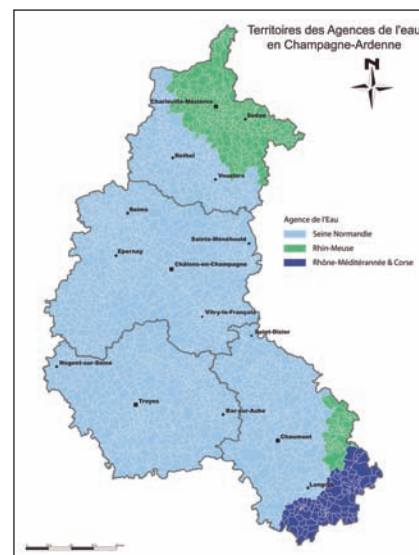 Territoires des Agences de l'eau
en Champagne-Ardenne
N
Charleville-Mézières
Sedan
Rethel
Vouziers
Reims
Sainte-Ménéhould
Epernay
Châlons-en-Champagne
Vitry-le-François
Saint-Dizier
Nogent-sur-Seine
Troyes
Bar-sur-Aube
Chaumont
Langres
Agence de l'Eau
Seine Normandie
Rhin-Meuse
Rhône-Méditérannée & Corse